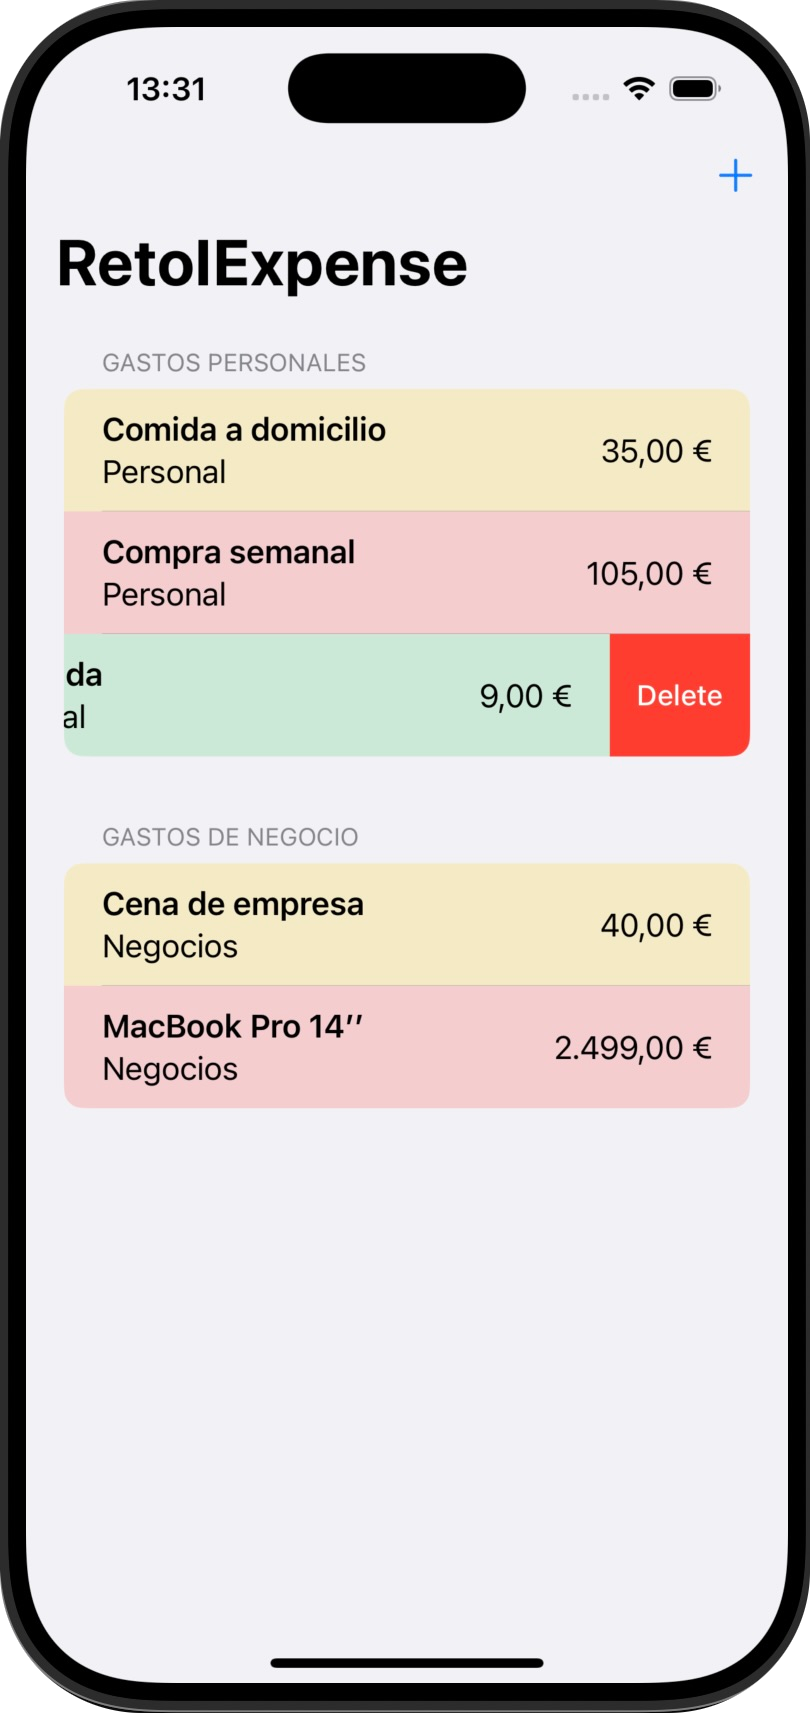 13:31
RetoIExpense
GASTOS PERSONALES
Comida a domicilio
Personal
35,00 €
Compra semanal
Personal
105,00 €
da
al
9,00 €
Delete
GASTOS DE NEGOCIO
Cena de empresa
Negocios
40,00 €
MacBook Pro 14’’
Negocios
2.499,00 €